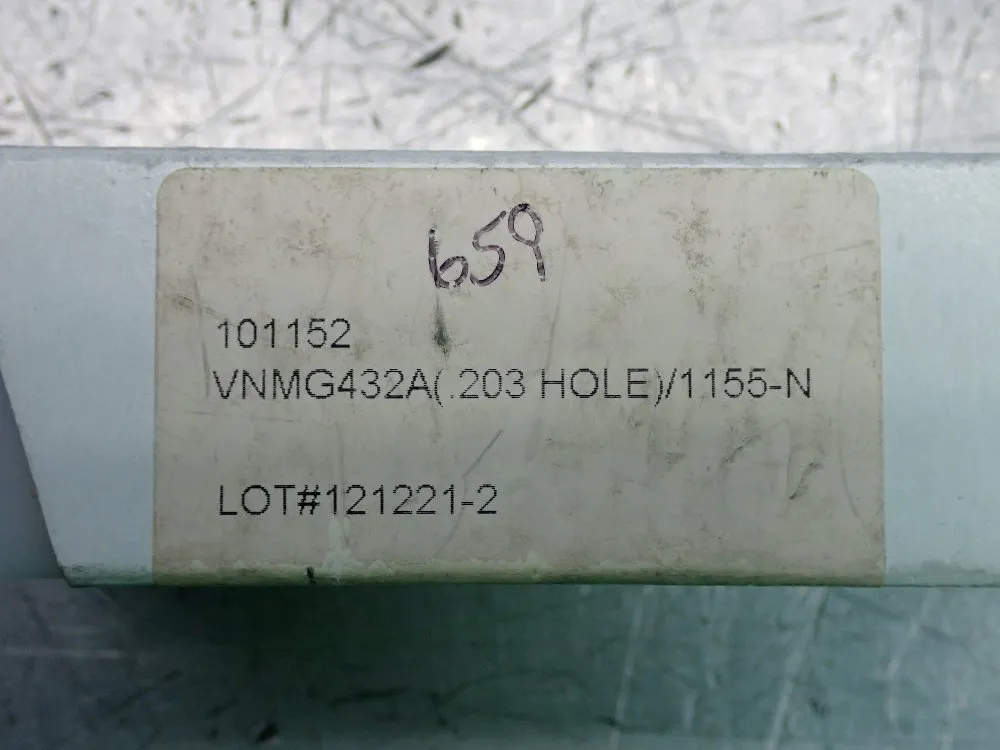 659
101152
VNMG432A(.203 HOLE)/1155-N
LOT#121221-2